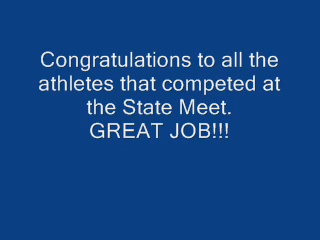 Congratulations to all the
athletes that competed at
the State Meet.
GREAT JOB!!!